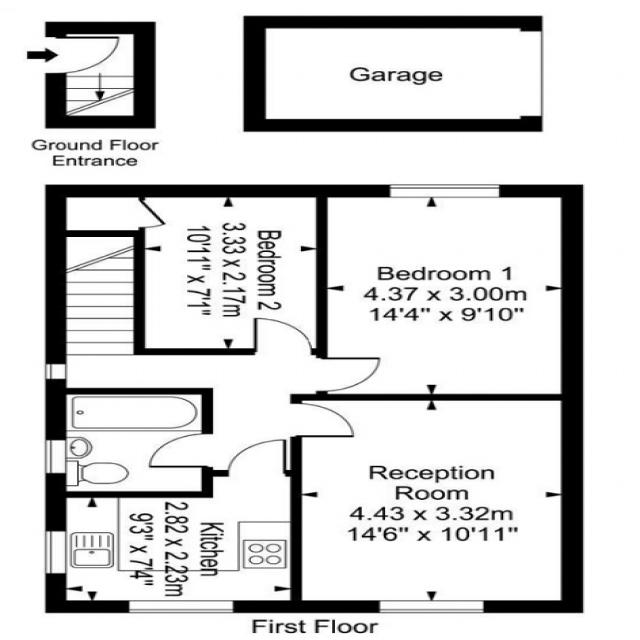 Garage
Ground Floor
Entrance
Bedroom 2
3.33 x 2.17m
10'11" x 7'1"
Bedroom 1
4.37 x 3.00m
14'4" x 9'10"
Reception
Room
4.43 x 3.32m
14'6" x 10'11"
Kitchen
2.82 x 2.23m
9'3" x 7'4"
First Floor